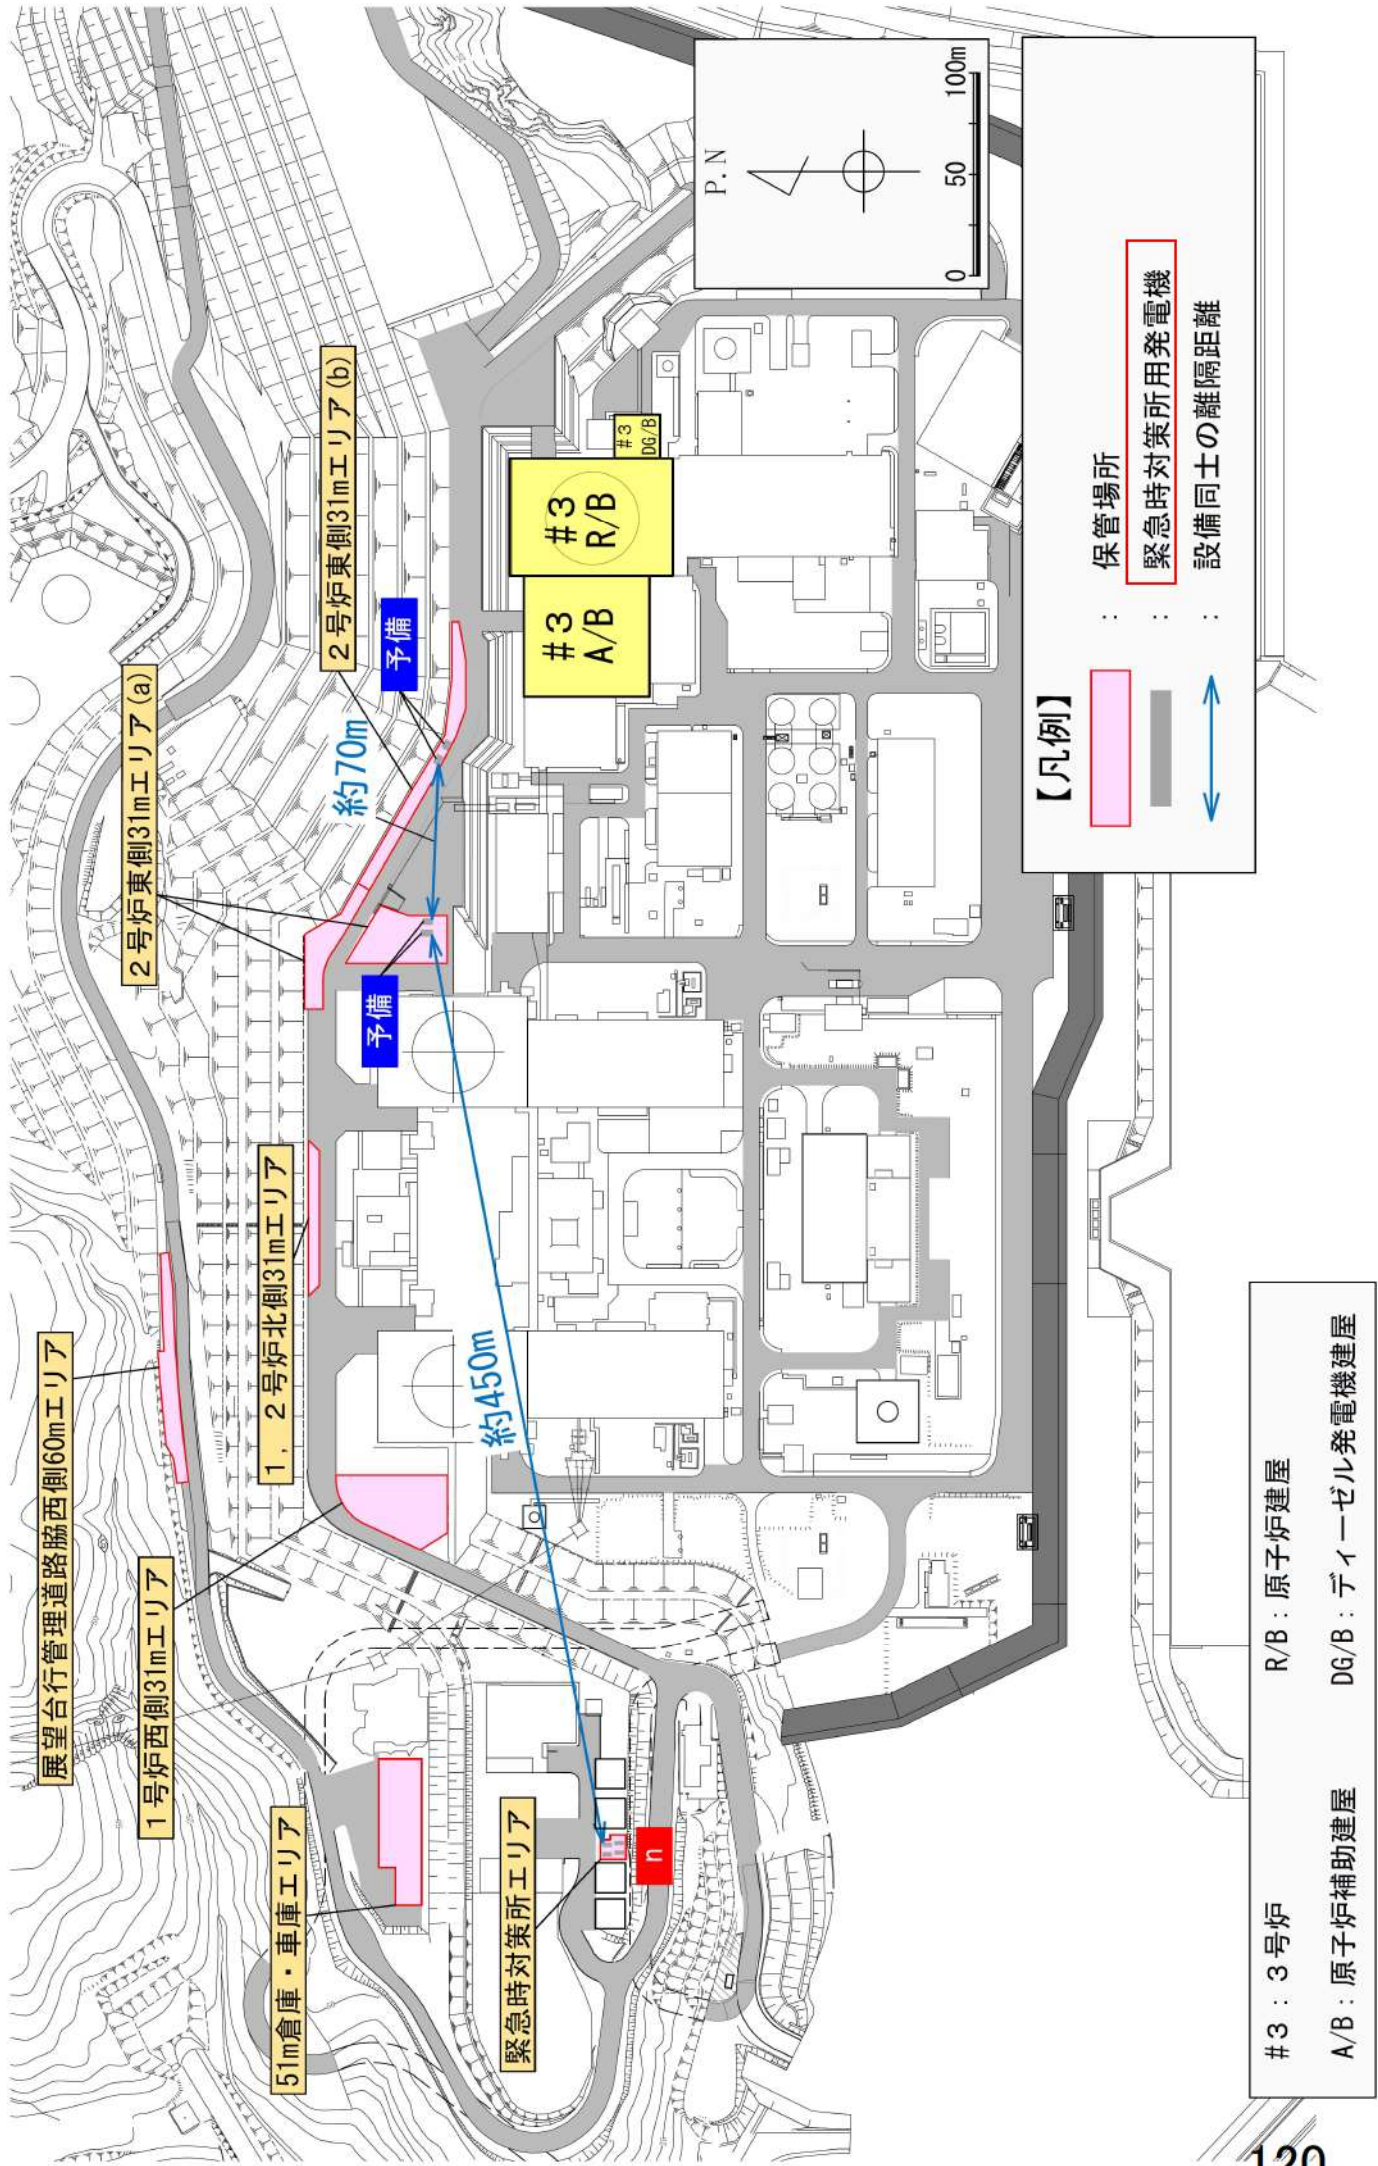 展望台行管理道路脇西側60mエリア
1号炉西側31mエリア
51m倉庫・車庫エリア
緊急時対策所エリア
1，2号炉北側31mエリア
2号炉東側31mエリア(a)
2号炉東側31mエリア(b)
予備
予備
約70m
約450m
n
#3
A/B
#3
R/B
#3
DG/B
P.N
0 50 100m
【凡例】
: 保管場所
: 緊急時対策所用発電機
: 設備同士の離隔距離
#3：3号炉 R/B：原子炉建屋
A/B：原子炉補助建屋 DG/B：ディーゼル発電機建屋
120